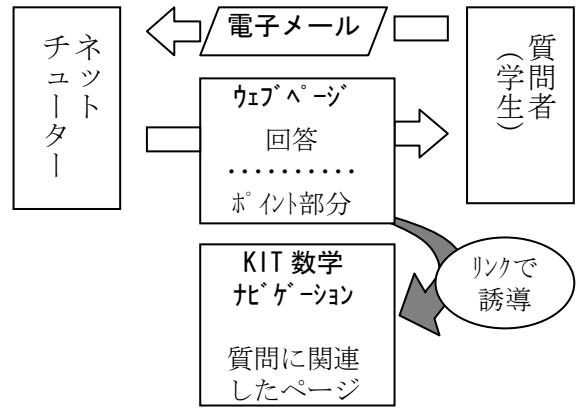 ネット
チューター
電子メール
質問者
(学生)
ｳｪﾌﾞﾍﾟｰｼﾞ
回答
‥‥‥‥‥
ﾎﾟｲﾝﾄ部分
KIT 数学
ﾅﾋﾞｹﾞｰｼｮﾝ
質問に関連
したページ
ﾘﾝｸで
誘導